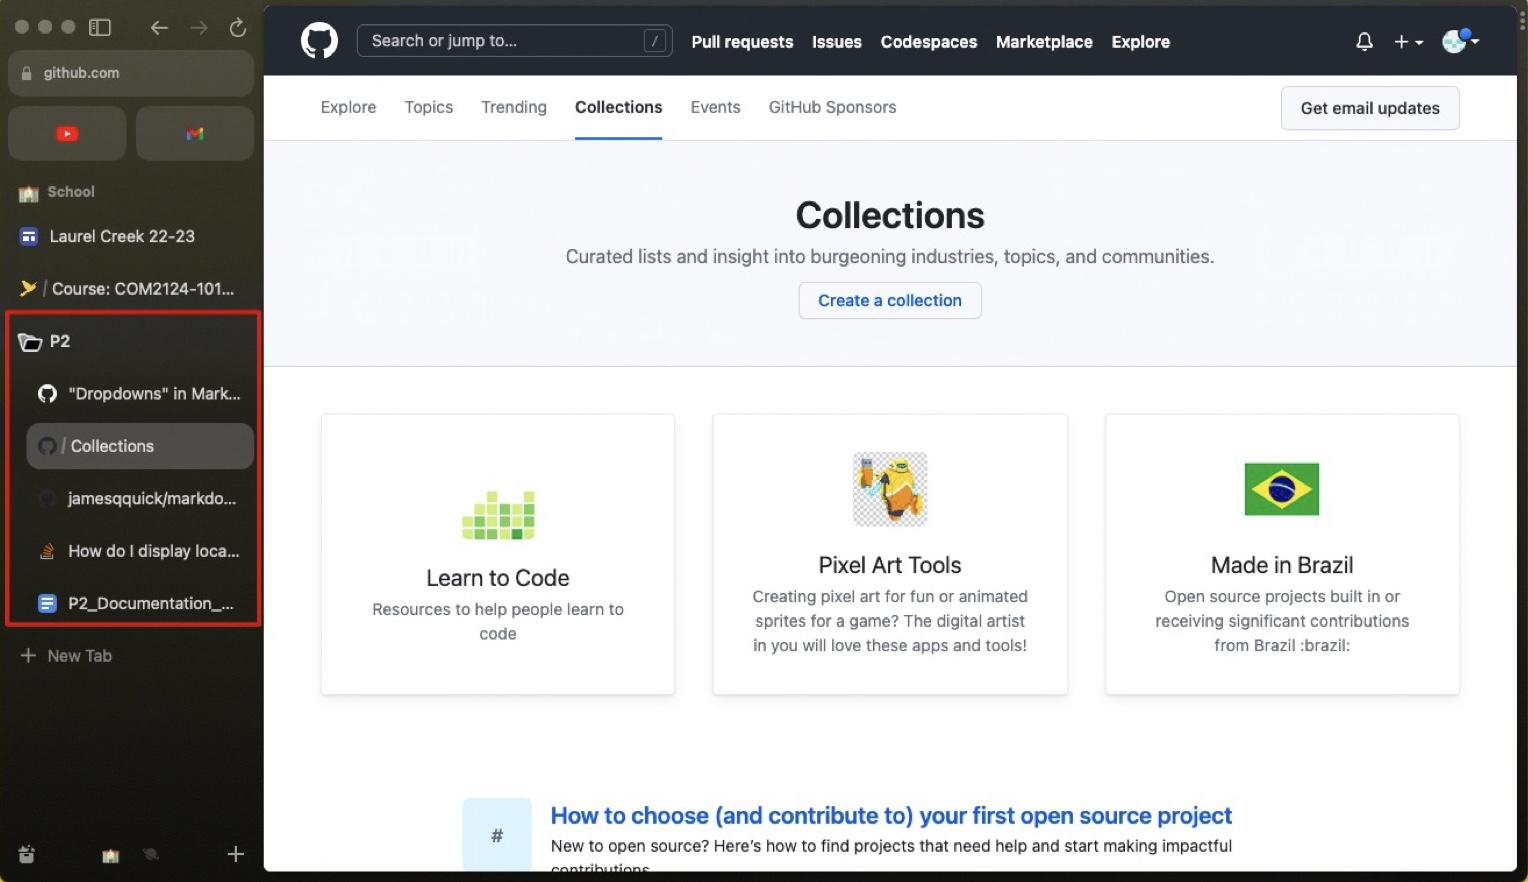 github.com
School
Laurel Creek 22-23
/ Course: COM2124-101...
P2
"Dropdowns" in Mark...
/ Collections
jamesqquick/markdo...
How do I display loca...
P2_Documentation_...
+ New Tab
Search or jump to... /
Pull requests Issues Codespaces Marketplace Explore
Explore Topics Trending Collections Events GitHub Sponsors
Get email updates
Collections
Curated lists and insight into burgeoning industries, topics, and communities.
Create a collection
Learn to Code
Resources to help people learn to
code
Pixel Art Tools
Creating pixel art for fun or animated
sprites for a game? The digital artist
in you will love these apps and tools!
Made in Brazil
Open source projects built in or
receiving significant contributions
from Brazil :brazil:
#
How to choose (and contribute to) your first open source project
New to open source? Here's how to find projects that need help and start making impactful
contributions.